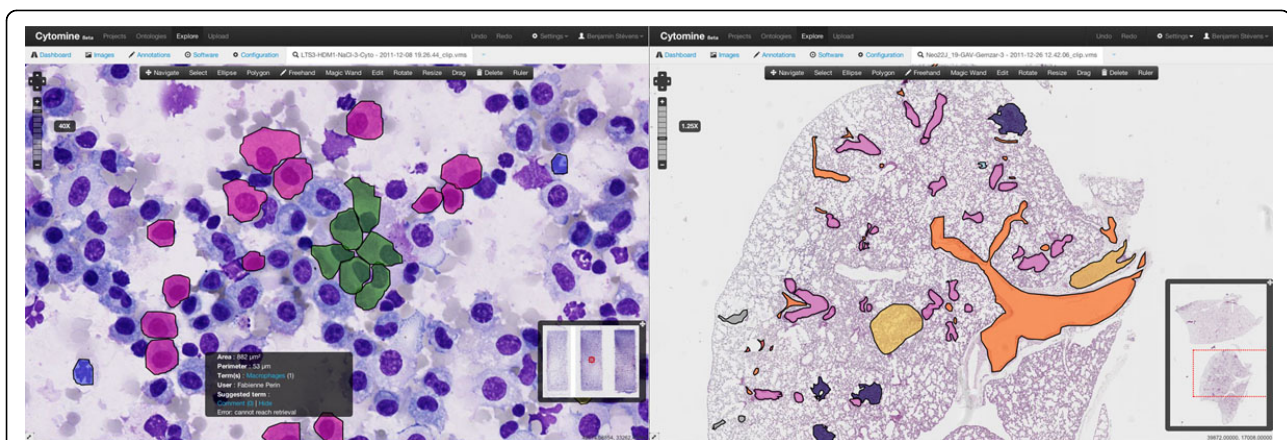 Cytomine Beta Projects Ontologies Explore Upload Undo Redo Settings Benjamin Stévens
Dashboard Images Annotations Software Configuration LTS3-HDM1-NaCl-3-Cyto - 2011-12-08 19.26.44_clip.vms
Navigate Select Ellipse Polygon Freehand Magic Wand Edit Rotate Resize Drag Delete Ruler
40X
Area : 882 µm²
Perimeter : 53 µm
Term(s) : Macrophages (1)
User : Fabienne Perin
Suggested term :
Comment (0) | Hide
Error: cannot reach retrieval
Cytomine Beta Projects Ontologies Explore Upload Undo Redo Settings Benjamin Stévens
Dashboard Images Annotations Software Configuration Neo22J_19-GAV-Gemzar-3 - 2011-12-26 12.42.06_clip.vms
Navigate Select Ellipse Polygon Freehand Magic Wand Edit Rotate Resize Drag Delete Ruler
1.25X